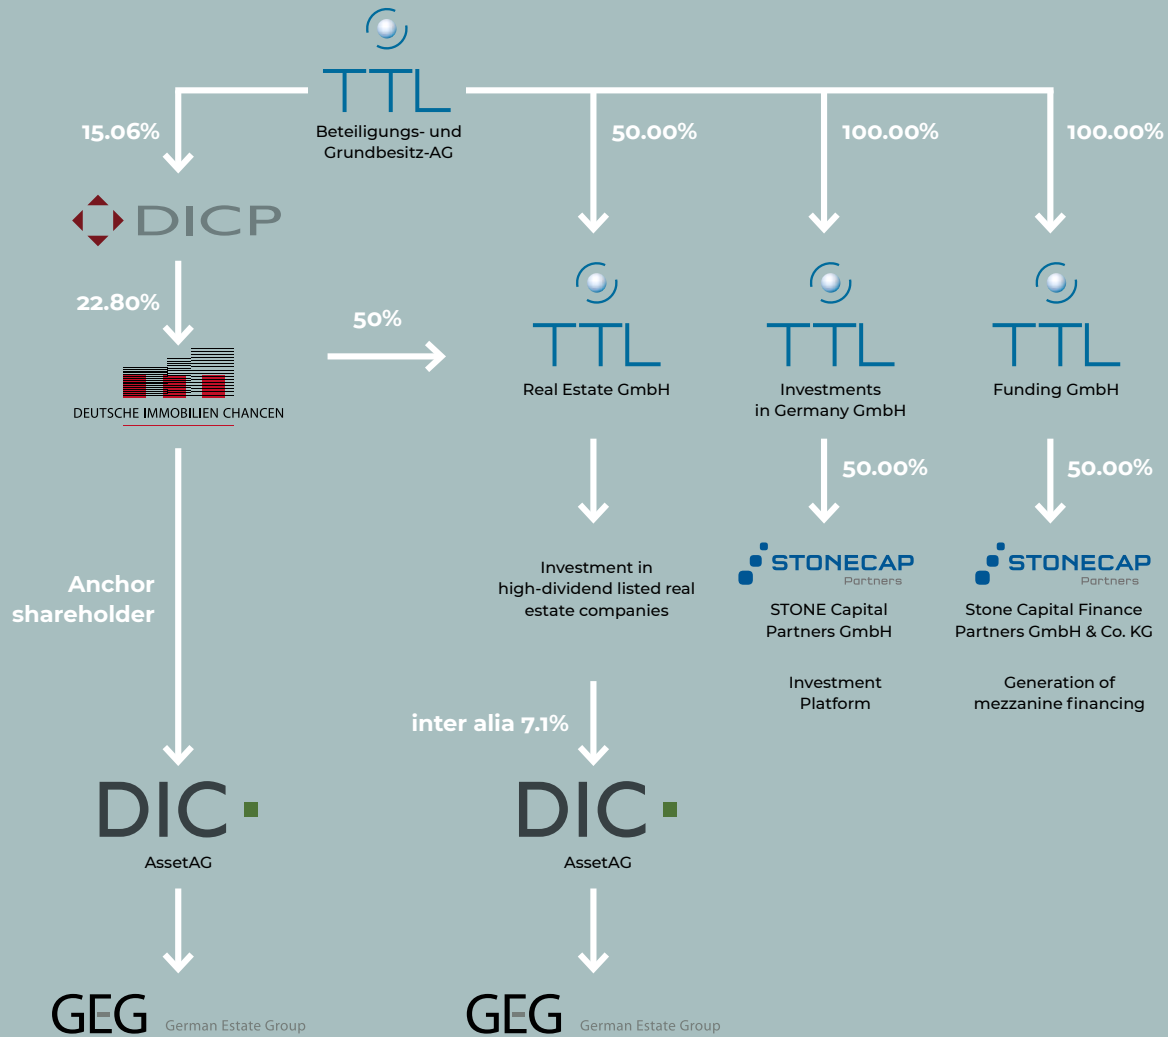 TTL
Beteiligungs- und
Grundbesitz-AG
15.06%
50.00%
100.00%
100.00%
DICP
22.80%
50%
DEUTSCHE IMMOBILIEN CHANCEN
TTL
Real Estate GmbH
TTL
Investments
in Germany GmbH
TTL
Funding GmbH
50.00%
50.00%
Anchor
shareholder
Investment in
high-dividend listed real
estate companies
STONECAP
Partners
STONE Capital
Partners GmbH
Investment
Platform
STONECAP
Partners
Stone Capital Finance
Partners GmbH & Co. KG
Generation of
mezzanine financing
inter alia 7.1%
DIC
AssetAG
DIC
AssetAG
GEG German Estate Group
GEG German Estate Group